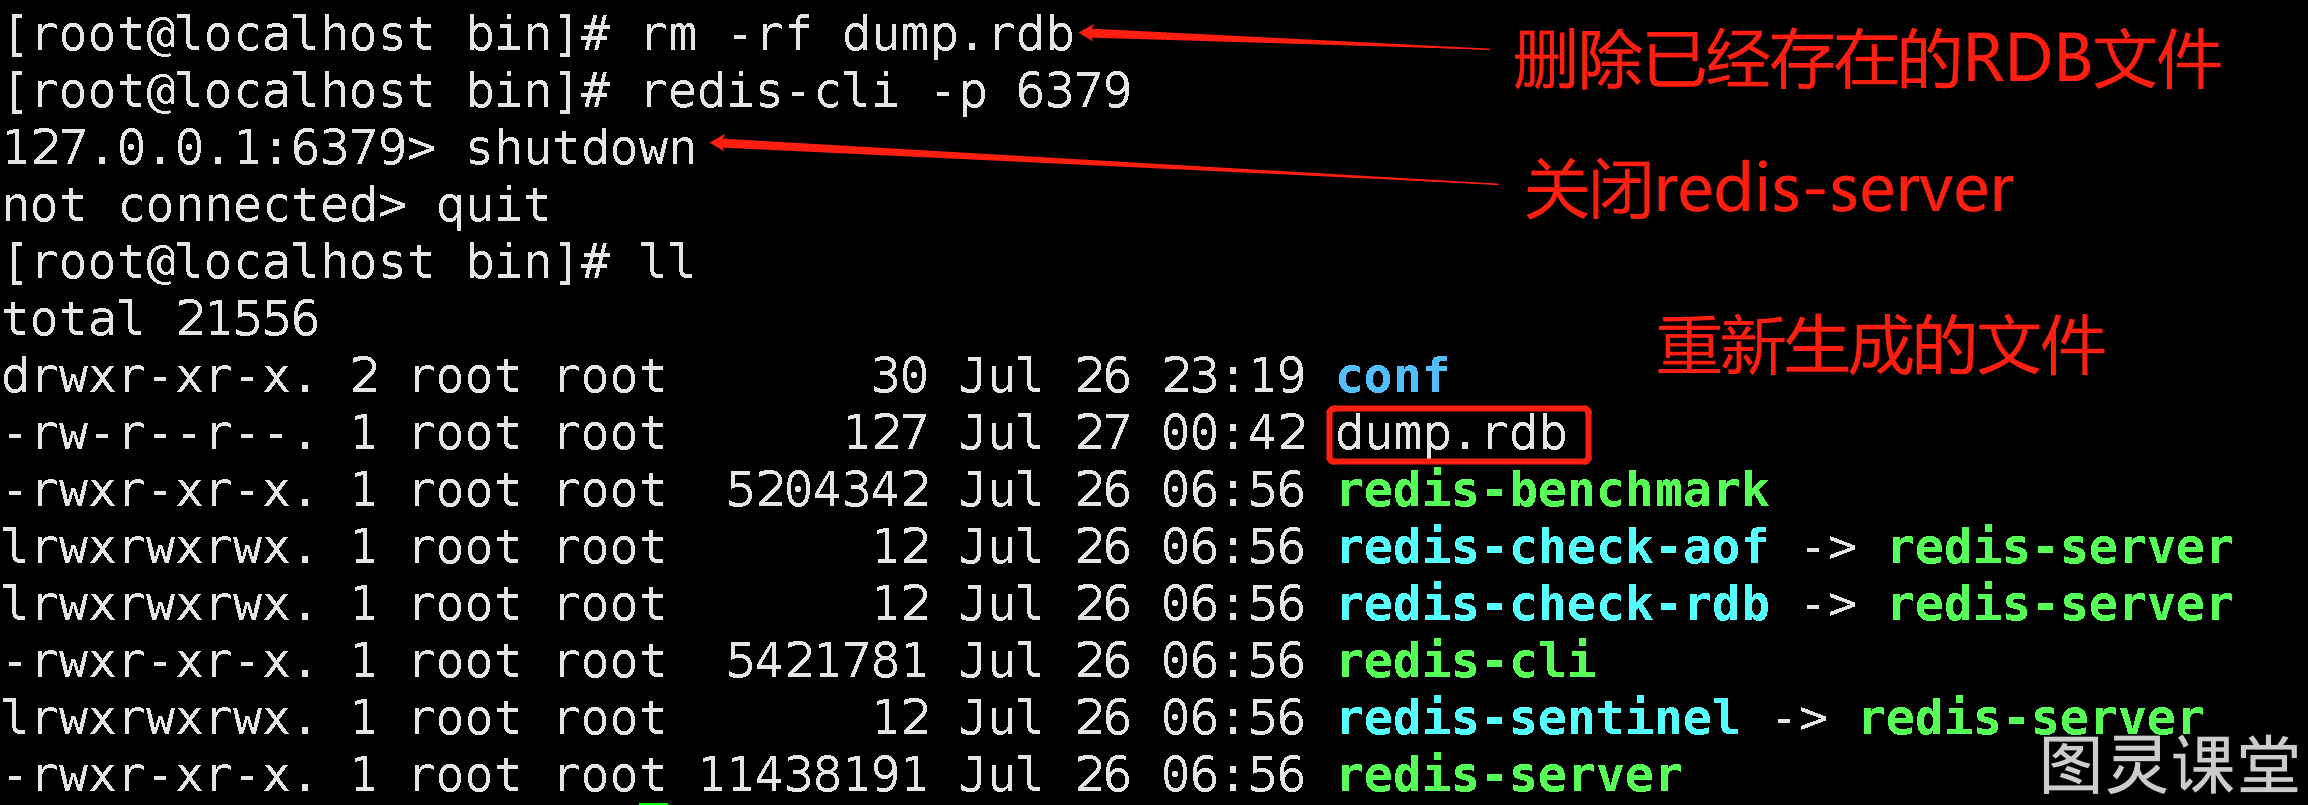 [root@localhost bin]# rm -rf dump.rdb
删除已经存在的RDB文件
[root@localhost bin]# redis-cli -p 6379
127.0.0.1:6379> shutdown
关闭redis-server
not connected> quit
[root@localhost bin]# ll
total 21556
重新生成的文件
drwxr-xr-x. 2 root root       30 Jul 26 23:19 conf
-rw-r--r--. 1 root root      127 Jul 27 00:42 dump.rdb
-rwxr-xr-x. 1 root root  5204342 Jul 26 06:56 redis-benchmark
lrwxrwxrwx. 1 root root       12 Jul 26 06:56 redis-check-aof -> redis-server
lrwxrwxrwx. 1 root root       12 Jul 26 06:56 redis-check-rdb -> redis-server
-rwxr-xr-x. 1 root root  5421781 Jul 26 06:56 redis-cli
lrwxrwxrwx. 1 root root       12 Jul 26 06:56 redis-sentinel -> redis-server
-rwxr-xr-x. 1 root root 11438191 Jul 26 06:56 redis-server
图灵课堂